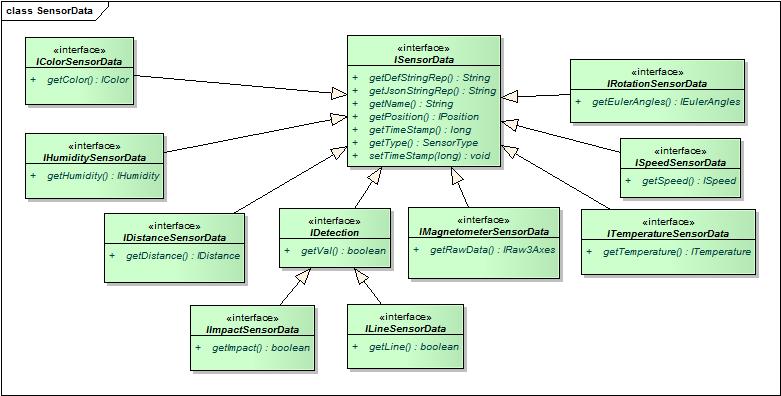 class SensorData
«interface»
IColorSensorData
+ getColor() : IColor
«interface»
ISensorData
+ getDefStringRep() : String
+ getJsonStringRep() : String
+ getName() : String
+ getPosition() : IPosition
+ getTimeStamp() : long
+ getType() : SensorType
+ setTimeStamp(long) : void
«interface»
IRotationSensorData
+ getEulerAngles() : IEulerAngles
«interface»
IHumiditySensorData
+ getHumidity() : IHumidity
«interface»
ISpeedSensorData
+ getSpeed() : ISpeed
«interface»
IDistanceSensorData
+ getDistance() : IDistance
«interface»
IDetection
+ getVal() : boolean
«interface»
IMagnetometerSensorData
+ getRawData() : IRaw3Axes
«interface»
ITemperatureSensorData
+ getTemperature() : ITemperature
«interface»
IImpactSensorData
+ getImpact() : boolean
«interface»
ILineSensorData
+ getLine() : boolean